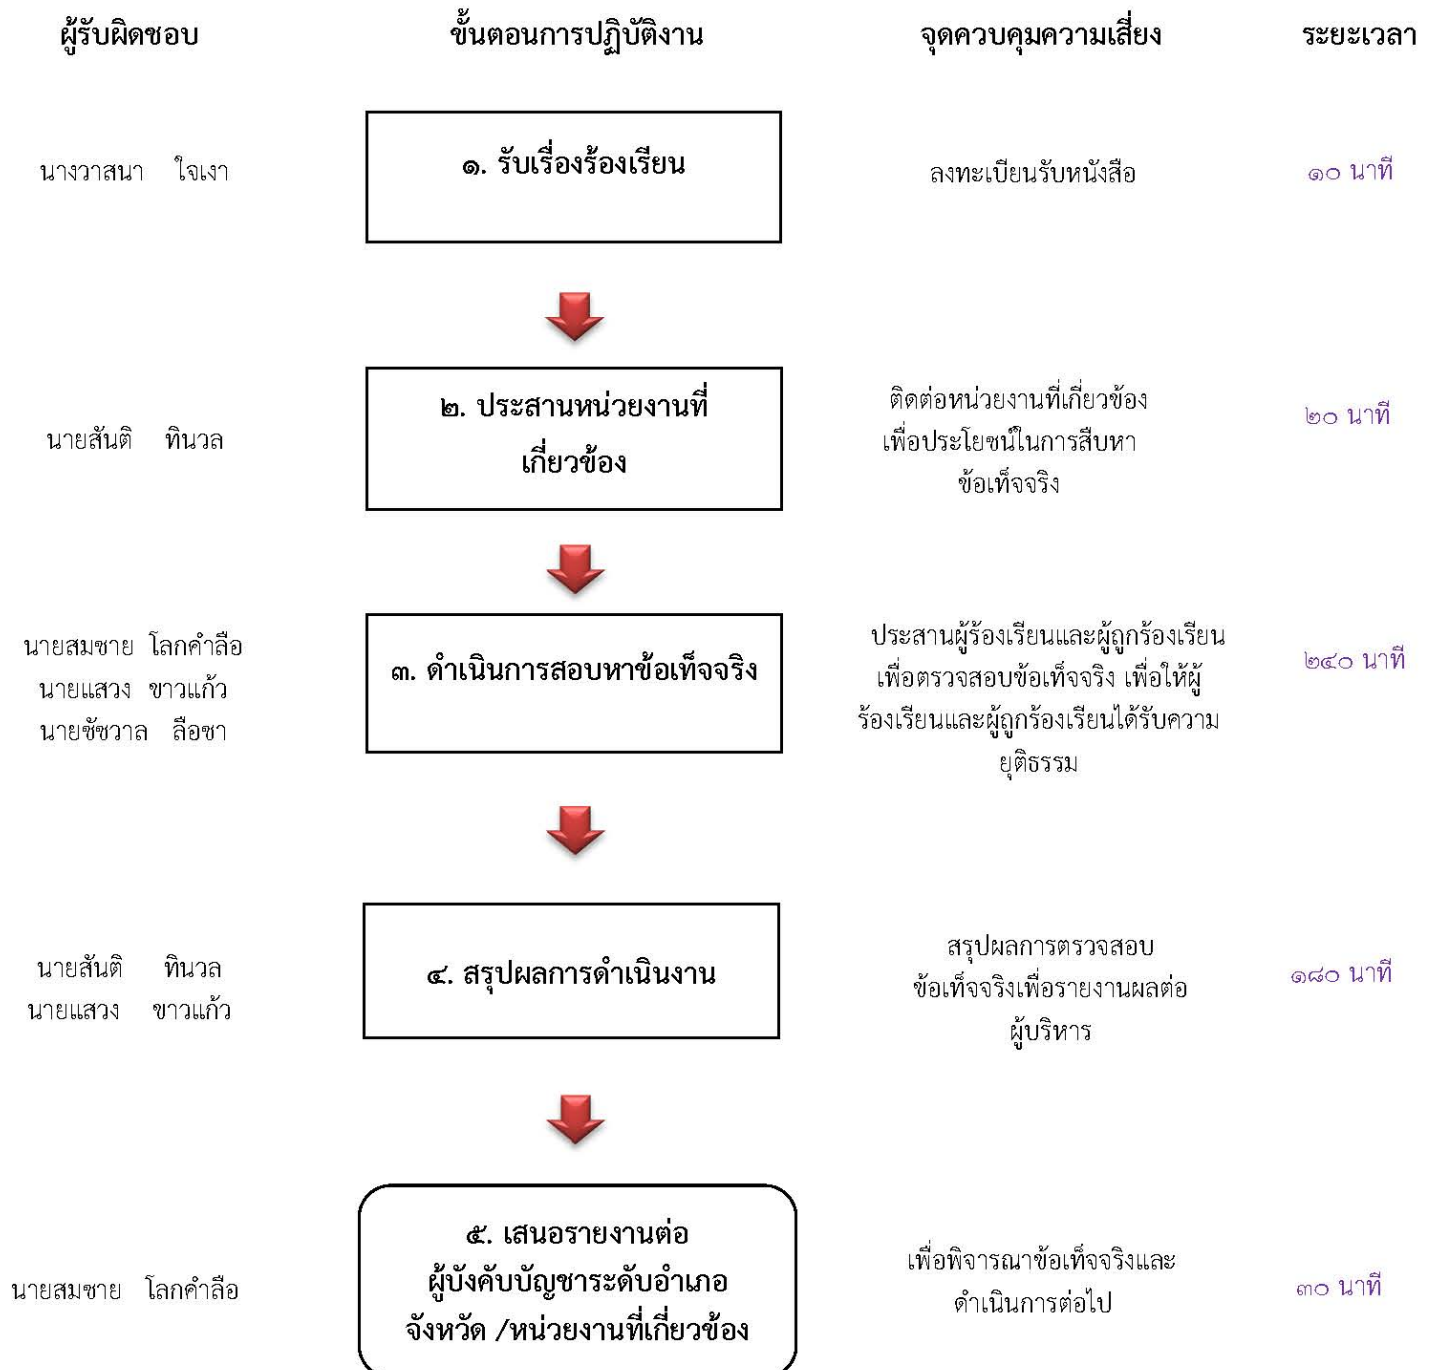 ผู้รับผิดชอบ ขั้นตอนการปฏิบัติงาน จุดควบคุมความเสี่ยง ระยะเวลา
นางวาสนา ใจเงา
๑. รับเรื่องร้องเรียน
ลงทะเบียนรับหนังสือ
๑๐ นาที
นายสันติ ทินวล
๒. ประสานหน่วยงานที่
เกี่ยวข้อง
ติดต่อหน่วยงานที่เกี่ยวข้อง
เพื่อประโยชน์ในการสืบหา
ข้อเท็จจริง
๒๐ นาที
นายสมชาย โลกคำลือ
นายแสวง ขาวแก้ว
นายชัชวาล ลือชา
๓. ดำเนินการสอบหาข้อเท็จจริง
ประสานผู้ร้องเรียนและผู้ถูกร้องเรียน
เพื่อตรวจสอบข้อเท็จจริง เพื่อให้ผู้
ร้องเรียนและผู้ถูกร้องเรียนได้รับความ
ยุติธรรม
๒๔๐ นาที
นายสันติ ทินวล
นายแสวง ขาวแก้ว
๔. สรุปผลการดำเนินงาน
สรุปผลการตรวจสอบ
ข้อเท็จจริงเพื่อรายงานผลต่อ
ผู้บริหาร
๑๘๐ นาที
นายสมชาย โลกคำลือ
๕. เสนอรายงานต่อ
ผู้บังคับบัญชาระดับอำเภอ
จังหวัด /หน่วยงานที่เกี่ยวข้อง
เพื่อพิจารณาข้อเท็จจริงและ
ดำเนินการต่อไป
๓๐ นาที